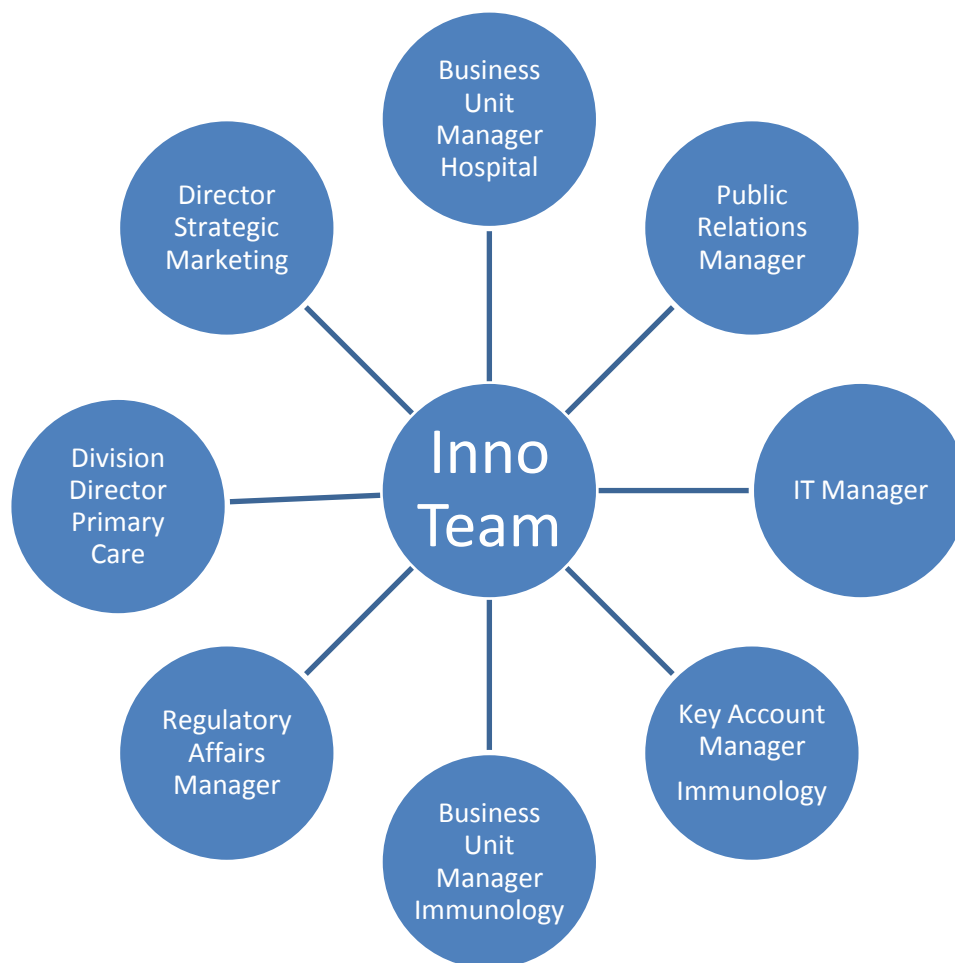 Business
Unit
Manager
Hospital
Director
Strategic
Marketing
Public
Relations
Manager
Inno
Team
Division
Director
Primary
Care
IT Manager
Regulatory
Affairs
Manager
Key Account
Manager
Immunology
Business
Unit
Manager
Immunology